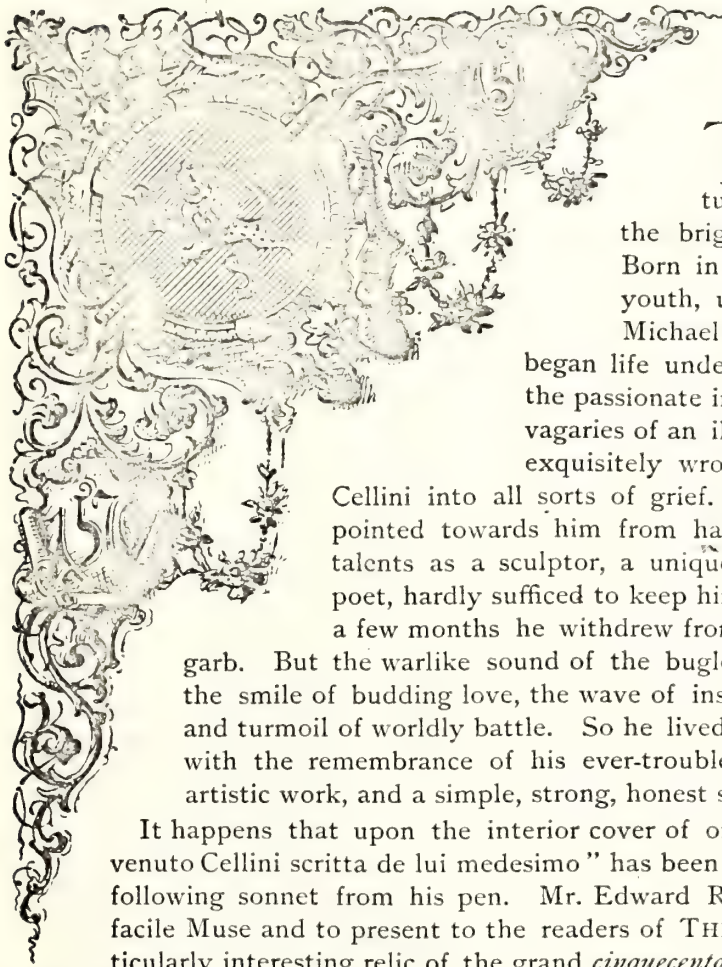 15
tu
the brig
Born in
youth, u
Michael
began life unde
the passionate i
vagaries of an i
exquisitely wro
Cellini into all sorts of grief.
pointed towards him from ha
talents as a sculptor, a uniqu
poet, hardly sufficed to keep hi
a few months he withdrew fro
garb. But the warlike sound of the bugl
the smile of budding love, the wave of ins
and turmoil of worldly battle. So he lived
with the remembrance of his ever-trouble
artistic work, and a simple, strong, honest s
It happens that upon the interior cover of o
venuto Cellini scritta de lui medesimo" has been
following sonnet from his pen. Mr. Edward R
facile Muse and to present to the readers of TH
ticularly interesting relic of the grand cinquecento